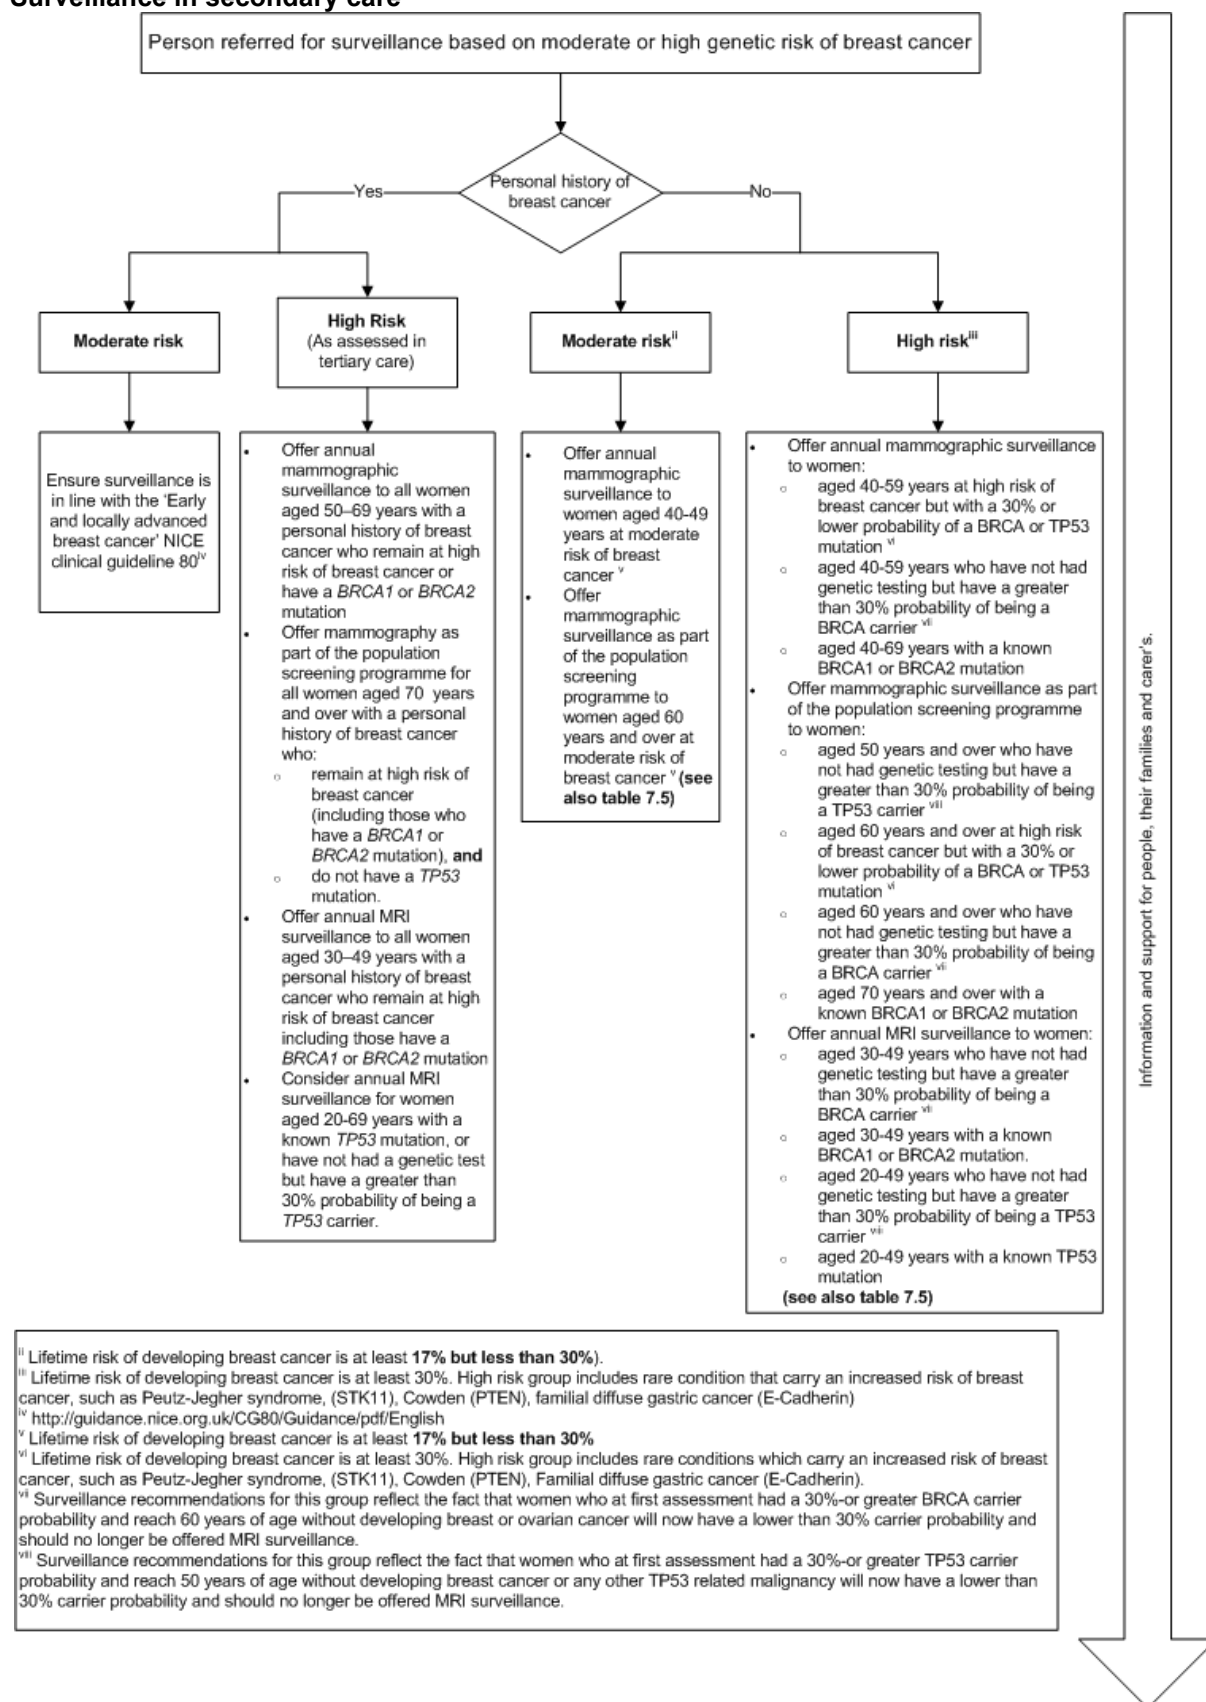 Surveillance in secondary care
Person referred for surveillance based on moderate or high genetic risk of breast cancer
Personal history of
breast cancer
Yes
No
Moderate risk
High Risk
(As assessed in
tertiary care)
Moderate risk ii
High risk iii
Ensure surveillance is
in line with the 'Early
and locally advanced
breast cancer' NICE
clinical guideline 80 iv
• Offer annual
mammographic
surveillance to all women
aged 50–69 years with a
personal history of breast
cancer who remain at high
risk of breast cancer or
have a BRCA1 or BRCA2
mutation
• Offer mammography as
part of the population
screening programme for
all women aged 70 years
and over with a personal
history of breast cancer
who:
o remain at high risk of
breast cancer
(including those who
have a BRCA1 or
BRCA2 mutation), and
o do not have a TP53
mutation.
• Offer annual MRI
surveillance to all women
aged 30–49 years with a
personal history of breast
cancer who remain at high
risk of breast cancer
including those have a
BRCA1 or BRCA2 mutation
• Consider annual MRI
surveillance for women
aged 20-69 years with a
known TP53 mutation, or
have not had a genetic test
but have a greater than
30% probability of being a
TP53 carrier.
• Offer annual
mammographic
surveillance to
women aged 40-49
years at moderate
risk of breast
cancer v
• Offer
mammographic
surveillance as part
of the population
screening
programme to
women aged 60
years and over at
moderate risk of
breast cancer v (see
also table 7.5)
• Offer annual mammographic surveillance
to women:
o aged 40-59 years at high risk of
breast cancer but with a 30% or
lower probability of a BRCA or TP53
mutation vi
o aged 40-59 years who have not had
genetic testing but have a greater
than 30% probability of being a
BRCA carrier vii
o aged 40-69 years with a known
BRCA1 or BRCA2 mutation
• Offer mammographic surveillance as part
of the population screening programme
to women:
o aged 50 years and over who have
not had genetic testing but have a
greater than 30% probability of being
a TP53 carrier viii
o aged 60 years and over at high risk
of breast cancer but with a 30% or
lower probability of a BRCA or TP53
mutation vi
o aged 60 years and over who have
not had genetic testing but have a
greater than 30% probability of being
a BRCA carrier vii
o aged 70 years and over with a
known BRCA1 or BRCA2 mutation
• Offer annual MRI surveillance to women:
o aged 30-49 years who have not had
genetic testing but have a greater
than 30% probability of being a
BRCA carrier vii
o aged 30-49 years with a known
BRCA1 or BRCA2 mutation.
o aged 20-49 years who have not had
genetic testing but have a greater
than 30% probability of being a TP53
carrier viii
o aged 20-49 years with a known TP53
mutation
(see also table 7.5)
Information and support for people, their families and carer's.
ii Lifetime risk of developing breast cancer is at least 17% but less than 30%).
iii Lifetime risk of developing breast cancer is at least 30%. High risk group includes rare condition that carry an increased risk of breast
cancer, such as Peutz-Jegher syndrome, (STK11), Cowden (PTEN), familial diffuse gastric cancer (E-Cadherin)
iv http://guidance.nice.org.uk/CG80/Guidance/pdf/English
v Lifetime risk of developing breast cancer is at least 17% but less than 30%
vi Lifetime risk of developing breast cancer is at least 30%. High risk group includes rare conditions which carry an increased risk of breast
cancer, such as Peutz-Jegher syndrome, (STK11), Cowden (PTEN), Familial diffuse gastric cancer (E-Cadherin).
vii Surveillance recommendations for this group reflect the fact that women who at first assessment had a 30%-or greater BRCA carrier
probability and reach 60 years of age without developing breast or ovarian cancer will now have a lower than 30% carrier probability and
should no longer be offered MRI surveillance.
viii Surveillance recommendations for this group reflect the fact that women who at first assessment had a 30%-or greater TP53 carrier
probability and reach 50 years of age without developing breast cancer or any other TP53 related malignancy will now have a lower than
30% carrier probability and should no longer be offered MRI surveillance.